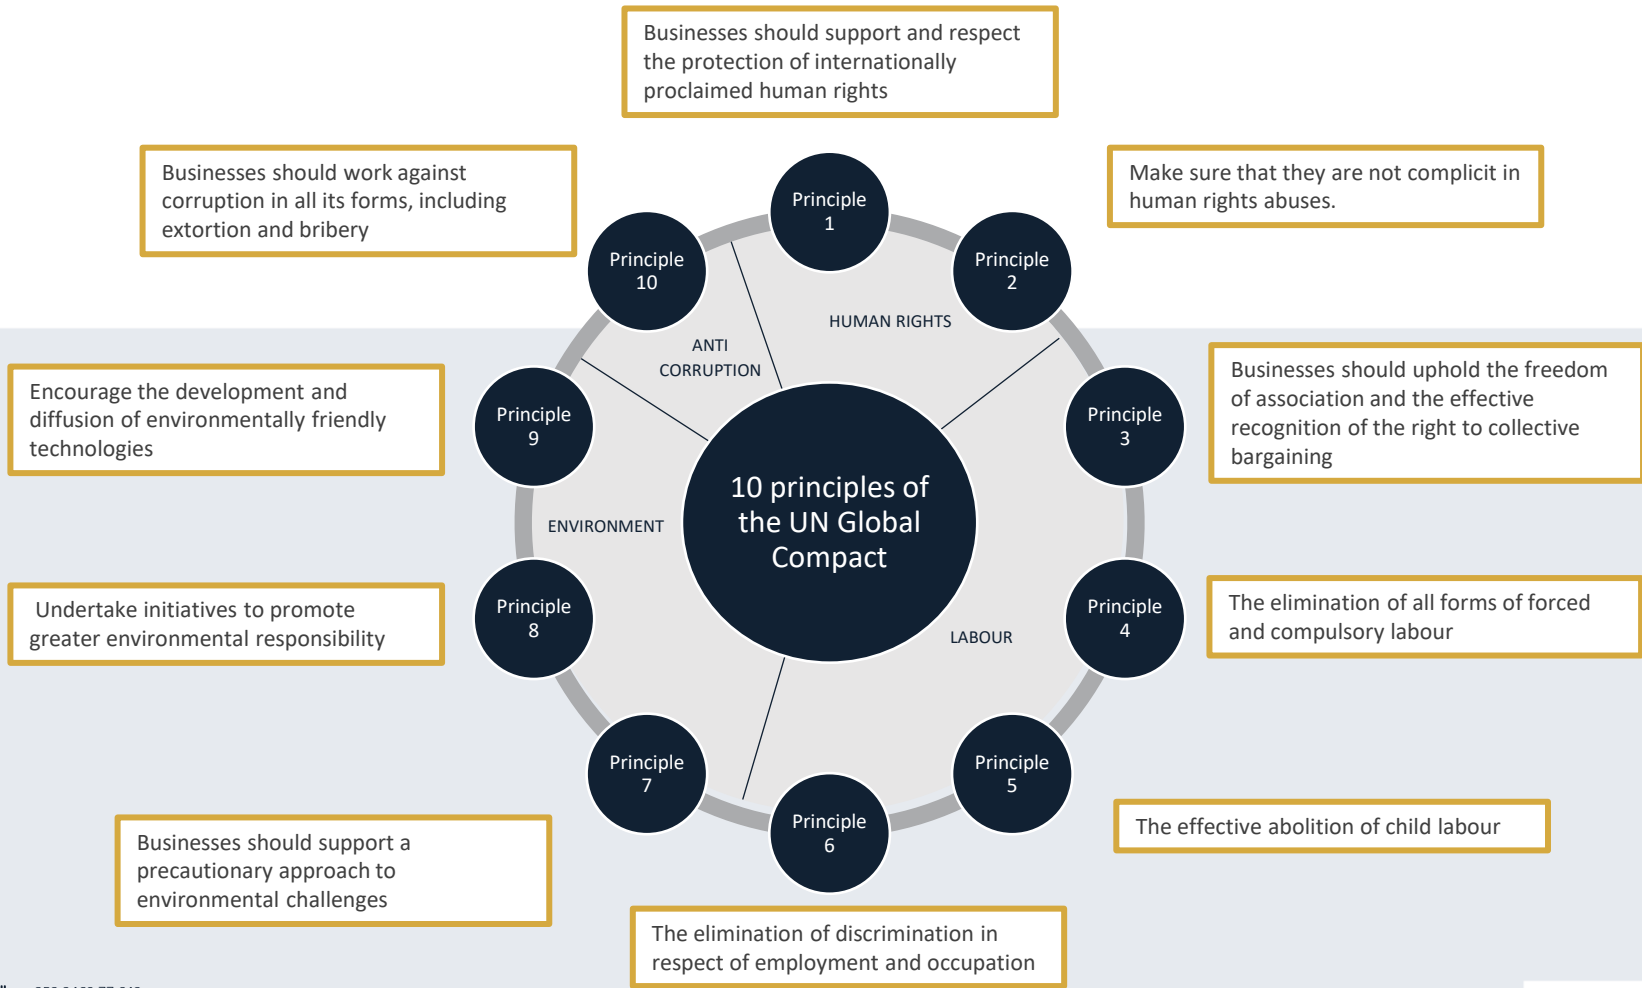 Businesses should support and respect
the protection of internationally
proclaimed human rights
Businesses should work against
corruption in all its forms, including
extortion and bribery
Make sure that they are not complicit in
human rights abuses.
Principle
1
Principle
10
Principle
2
HUMAN RIGHTS
ANTI
CORRUPTION
Encourage the development and
diffusion of environmentally friendly
technologies
Principle
9
Principle
3
Businesses should uphold the freedom
of association and the effective
recognition of the right to collective
bargaining
10 principles of
the UN Global
Compact
ENVIRONMENT
Undertake initiatives to promote
greater environmental responsibility
Principle
8
LABOUR
Principle
4
The elimination of all forms of forced
and compulsory labour
Principle
7
Principle
5
Principle
6
Businesses should support a
precautionary approach to
environmental challenges
The effective abolition of child labour
The elimination of discrimination in
respect of employment and occupation